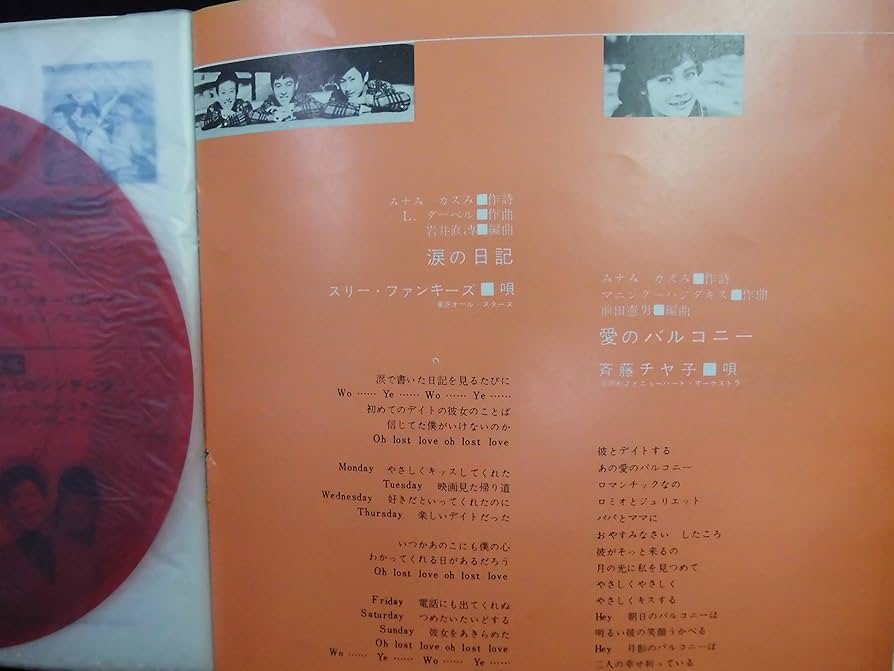 みナみ カズみ■作詩
L. ダーベル■作曲
岩井直溥■編曲
涙の日記
スリー・ファンキーズ■唄
東芝オール・スターズ
涙で書いた日記を見るたびに
Wo …… Ye …… Wo …… Ye ……
初めてのデイトの彼女のことば
信じてた僕がいけないのか
Oh lost love oh lost love
Monday やさしくキッスしてくれた
Tuesday 映画見た帰り道
Wednesday 好きだといってくれたのに
Thursday 楽しいデイトだった
いつかあのこにも僕の心
わかってくれる日があるだろう
Oh lost love oh lost love
Friday 電話にも出てくれぬ
Saturday つめたいたいどする
Sunday 彼女をあきらめた
Oh lost love oh lost love
Wo …… Ye …… Wo …… Ye ……
みナみ カズみ■作詩
■作曲
前田憲男■編曲
愛のバルコニー
斉藤チヤ子■唄
ニューハード・オーケストラ
彼とデイトする
あの愛のバルコニー
ロマンチックなの
ロミオとジュリエット
パパとママに
おやすみなさい したころ
彼がそっと来るの
月の光に私を見つめて
やさしくやさしく
やさしくキスする
Hey 朝日のバルコニーは
明るい彼の笑顔うかべる
Hey 月影のバルコニーは
二人の幸せ祈っている